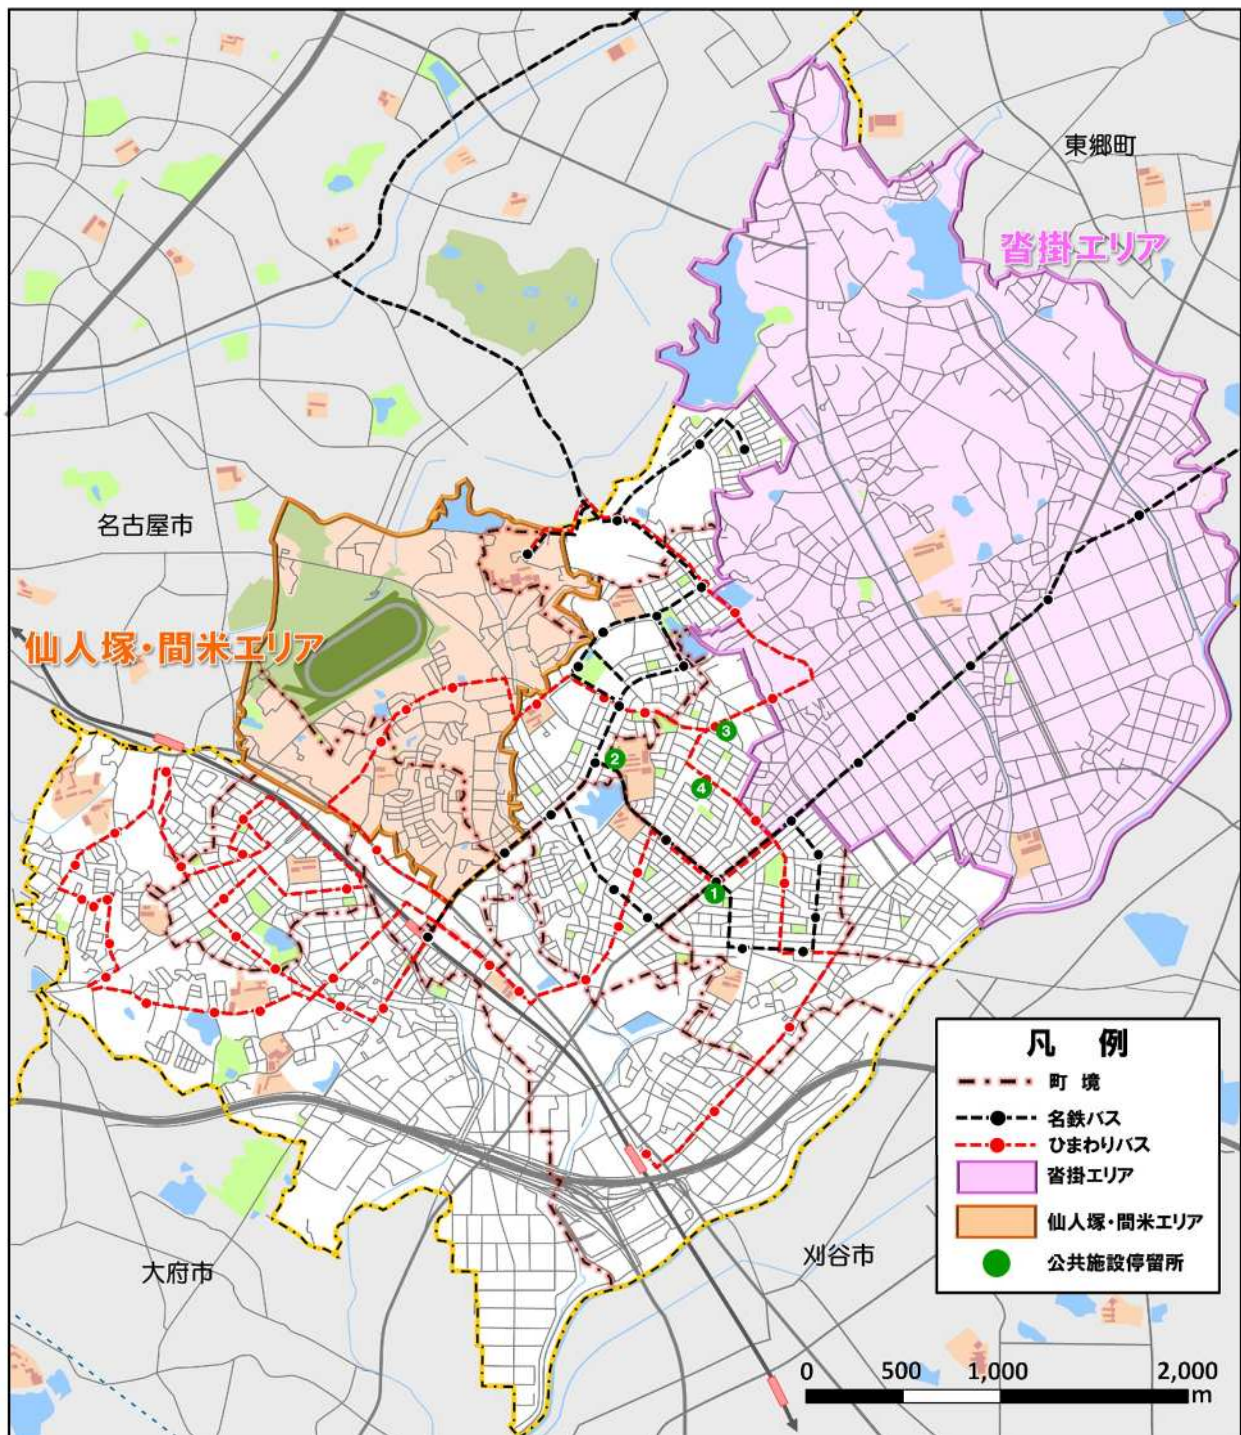 東郷町
沓掛エリア
名古屋市
仙人塚・間米エリア
3
2
4
1
凡 例
町 境
名鉄バス
ひまわりバス
沓掛エリア
仙人塚・間米エリア
公共施設停留所
大府市
刈谷市
0 500 1,000 2,000
m